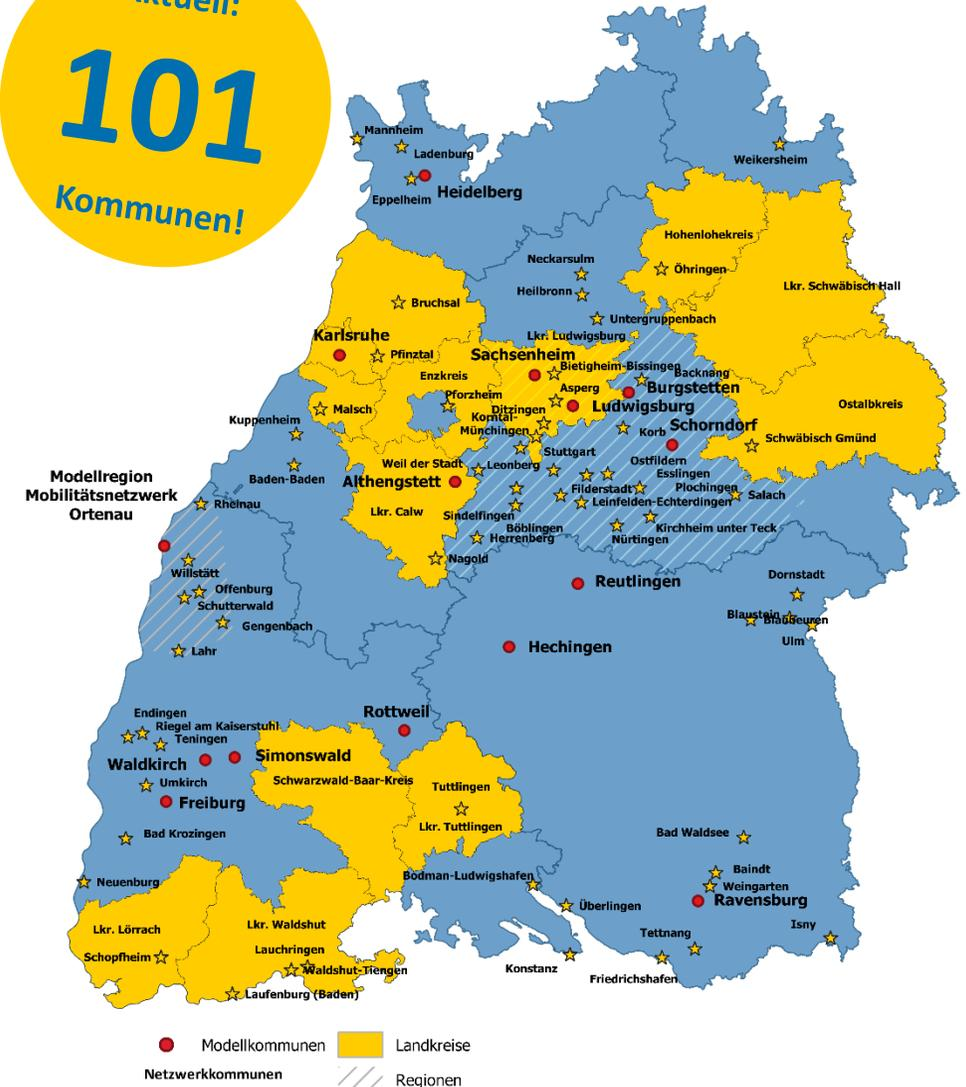 ktuell:
101
Kommunen!
Mannheim
Ladenburg
Eppelheim
Heidelberg
Weikersheim
Hohenlohekreis
Öhringen
Lkr. Schwäbisch Hall
Neckarsulm
Heilbronn
Untergruppenbach
Lkr. Ludwigsburg
Bruchsal
Karlsruhe
Pfinztal
Sachsenheim
Bietigheim-Bissingen
Backnang
Enzkreis
Asperg
Burgstetten
Pforzheim
Ludwigsburg
Ostalbkreis
Malsch
Ditzingen
Korntal-
Münchingen
Korb
Schorndorf
Kuppenheim
Schwäbisch Gmünd
Stuttgart
Ostfildern
Weil der Stadt
Leonberg
Esslingen
Baden-Baden
Althengstett
Filderstadt
Plochingen
Salach
Modellregion
Mobilitätsnetzwerk
Ortenau
Rheinau
Leinfelden-Echterdingen
Lkr. Calw
Sindelfingen
Böblingen
Kirchheim unter Teck
Herrenberg
Nürtingen
Nagold
Willstätt
Reutlingen
Dornstadt
Offenburg
Schutterwald
Blaustein
Blaubeuren
Gengenbach
Ulm
Lahr
Hechingen
Endingen
Rottweil
Riegel am Kaiserstuhl
Teningen
Waldkirch
Simonswald
Schwarzwald-Baar-Kreis
Umkirch
Tuttlingen
Freiburg
Lkr. Tuttlingen
Bad Krozingen
Bad Waldsee
Bodman-Ludwigshafen
Baindt
Neuenburg
Weingarten
Ravensburg
Überlingen
Lkr. Lörrach
Lkr. Waldshut
Isny
Tettnang
Lauchringen
Schopfheim
Waldshut-Tiengen
Konstanz
Friedrichshafen
Laufenburg (Baden)
Modellkommunen
Landkreise
Netzwerkkommunen
Regionen